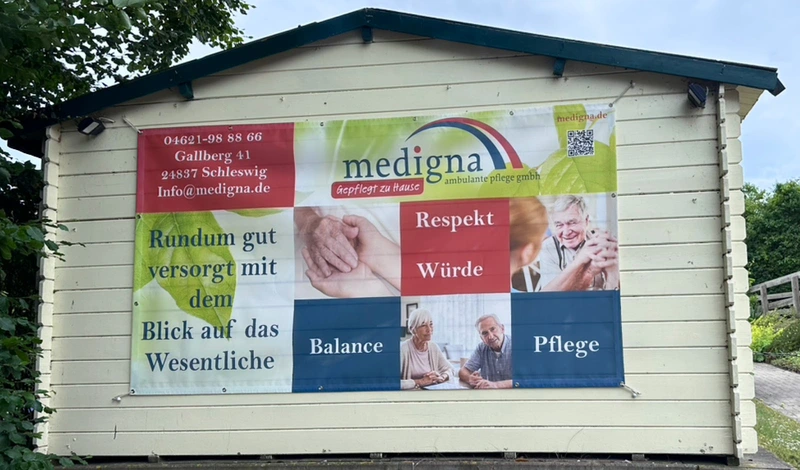 04621-98 88 66
Gallberg 41
24837 Schleswig
Info@medigna.de
medigna
ambulante pflege gmbh
Gepflegt zu Hause
medigna.de
Rundum gut
versorgt mit
dem
Blick auf das
Wesentliche
Respekt
Würde
Balance
Pflege